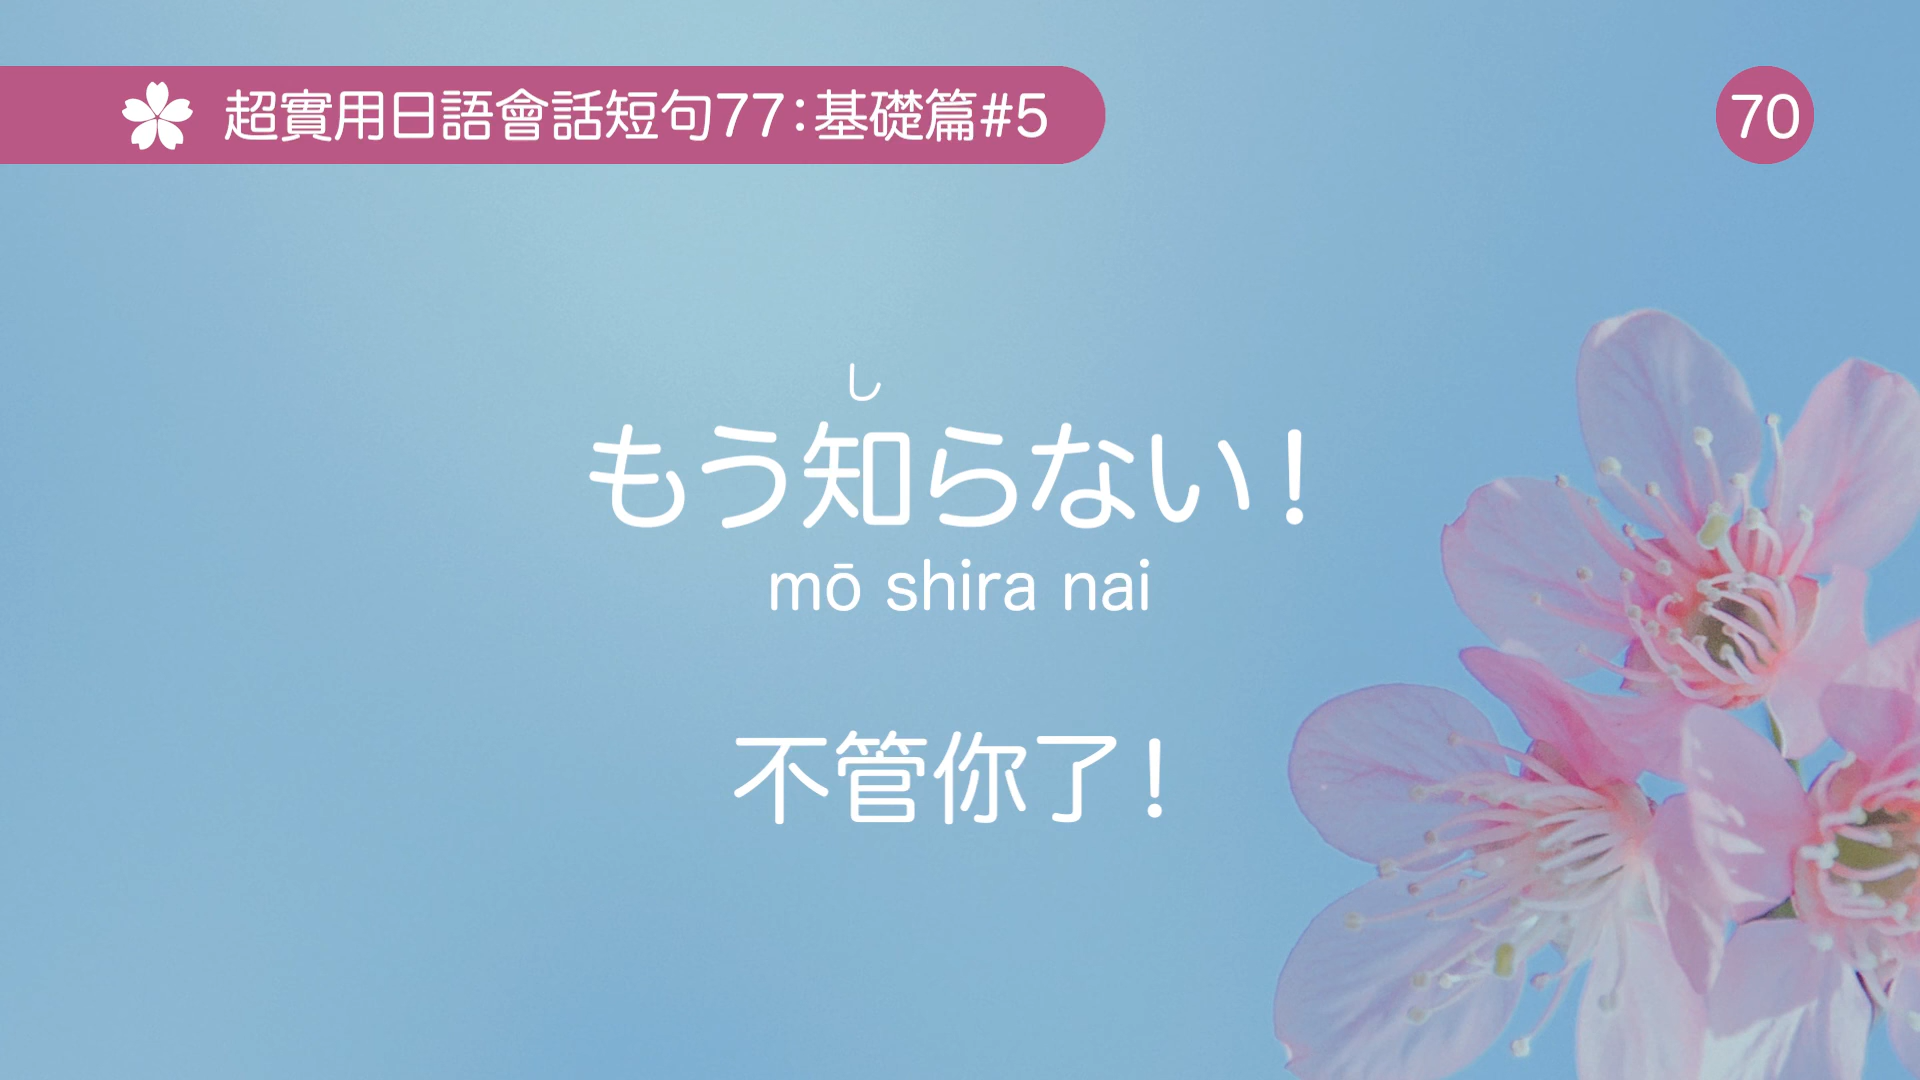 超實用日語會話短句77：基礎篇#5
70
し
もう知らない！
mō shira nai
不管你了！